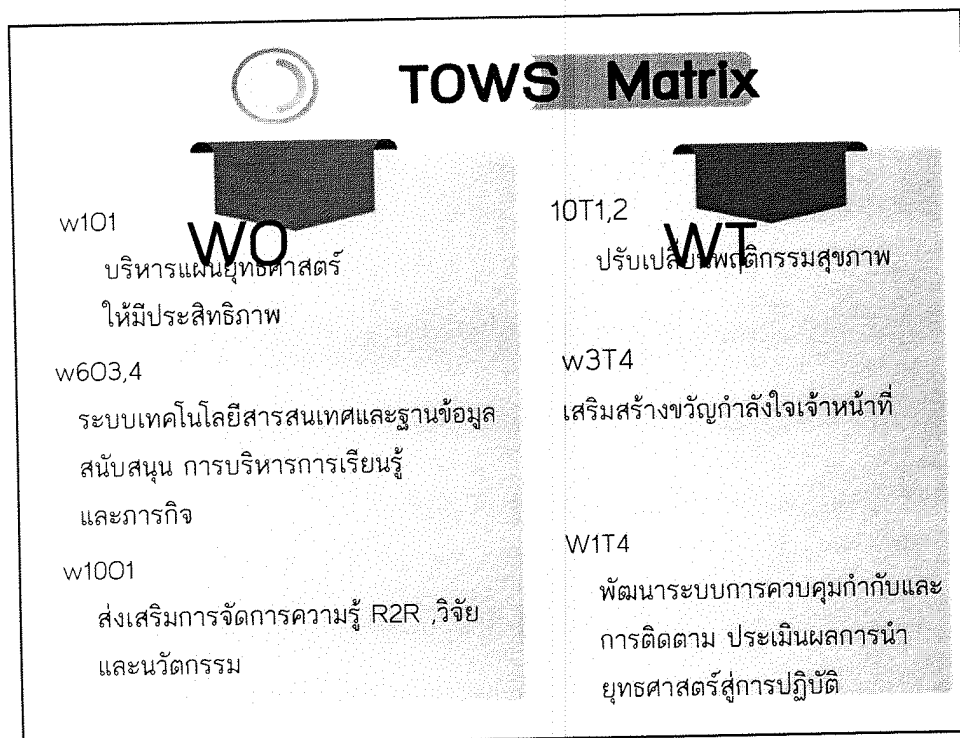 TOWS Matrix
WO
w1O1
บริหารแผนยุทธศาสตร์
ให้มีประสิทธิภาพ
w6O3,4
ระบบเทคโนโลยีสารสนเทศและฐานข้อมูล
สนับสนุน การบริหารการเรียนรู้
และภารกิจ
w10O1
ส่งเสริมการจัดการความรู้ R2R ,วิจัย
และนวัตกรรม
WT
10T1,2
ปรับเปลี่ยนพฤติกรรมสุขภาพ
w3T4
เสริมสร้างขวัญกำลังใจเจ้าหน้าที่
W1T4
พัฒนาระบบการควบคุมกำกับและ
การติดตาม ประเมินผลการนำ
ยุทธศาสตร์สู่การปฏิบัติ